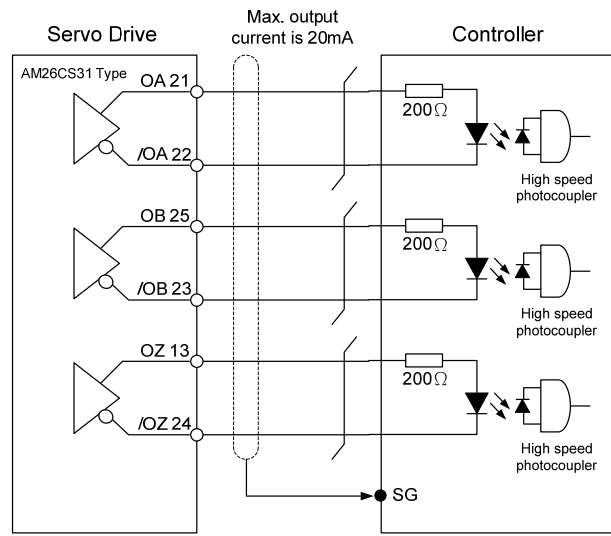 Max. output
current is 20mA
Servo Drive
Controller
AM26CS31 Type
OA 21
200Ω
/OA 22
High speed
photocoupler
OB 25
200Ω
/OB 23
High speed
photocoupler
OZ 13
200Ω
/OZ 24
High speed
photocoupler
SG